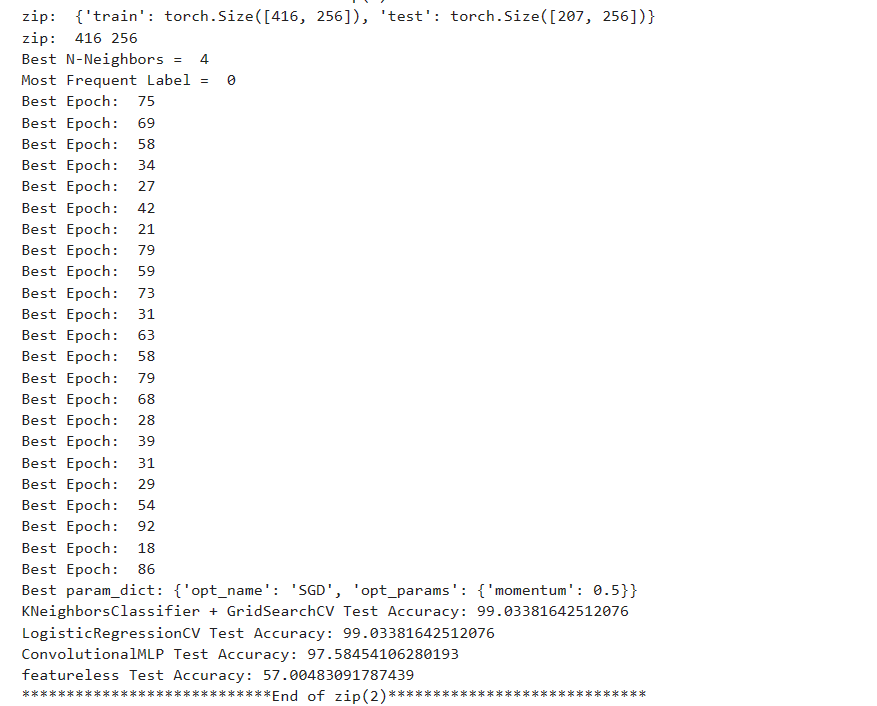 zip:  {'train': torch.Size([416, 256]), 'test': torch.Size([207, 256])}
zip:  416 256
Best N-Neighbors =  4
Most Frequent Label =  0
Best Epoch:  75
Best Epoch:  69
Best Epoch:  58
Best Epoch:  34
Best Epoch:  27
Best Epoch:  42
Best Epoch:  21
Best Epoch:  79
Best Epoch:  59
Best Epoch:  73
Best Epoch:  31
Best Epoch:  63
Best Epoch:  58
Best Epoch:  79
Best Epoch:  68
Best Epoch:  28
Best Epoch:  39
Best Epoch:  31
Best Epoch:  29
Best Epoch:  54
Best Epoch:  92
Best Epoch:  18
Best Epoch:  86
Best param_dict: {'opt_name': 'SGD', 'opt_params': {'momentum': 0.5}}
KNeighborsClassifier + GridSearchCV Test Accuracy: 99.03381642512076
LogisticRegressionCV Test Accuracy: 99.03381642512076
ConvolutionalMLP Test Accuracy: 97.58454106280193
featureless Test Accuracy: 57.00483091787439
****************************End of zip(2)*****************************